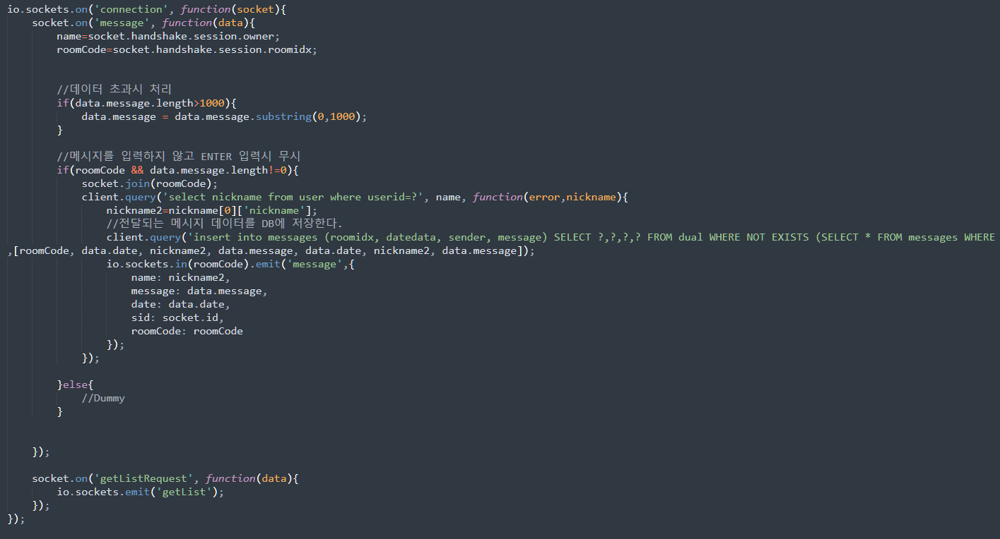 io.sockets.on('connection', function(socket){
    socket.on('message', function(data){
        name=socket.handshake.session.owner;
        roomCode=socket.handshake.session.roomidx;
        //데이터 초과시 처리
        if(data.message.length>1000){
            data.message = data.message.substring(0,1000);
        }
        //메시지를 입력하지 않고 ENTER 입력시 무시
        if(roomCode && data.message.length!=0){
            socket.join(roomCode);
            client.query('select nickname from user where userid=?', name, function(error,nickname){
                nickname2=nickname[0]['nickname'];
                //전달되는 메시지 데이터를 DB에 저장한다.
                client.query('insert into messages (roomidx, datedata, sender, message) SELECT ?,?,?,? FROM dual WHERE NOT EXISTS (SELECT * FROM messages WHERE
,[roomCode, data.date, nickname2, data.message, data.date, nickname2, data.message]);
                io.sockets.in(roomCode).emit('message',{
                    name: nickname2,
                    message: data.message,
                    date: data.date,
                    sid: socket.id,
                    roomCode: roomCode
                });
            });
        }else{
            //Dummy
        }
    });
    socket.on('getListRequest', function(data){
        io.sockets.emit('getList');
    });
});